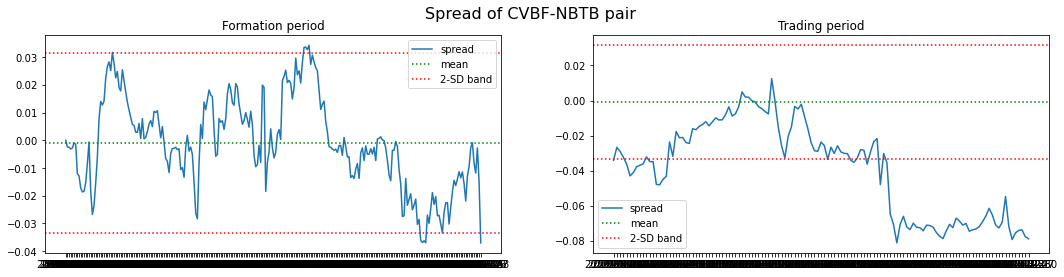 Spread of CVBF-NBTB pair
Formation period
0.03
0.02
0.01
0.00
−0.01
−0.02
−0.03
−0.04
spread
mean
2-SD band
Trading period
0.02
0.00
−0.02
−0.04
−0.06
−0.08
spread
mean
2-SD band